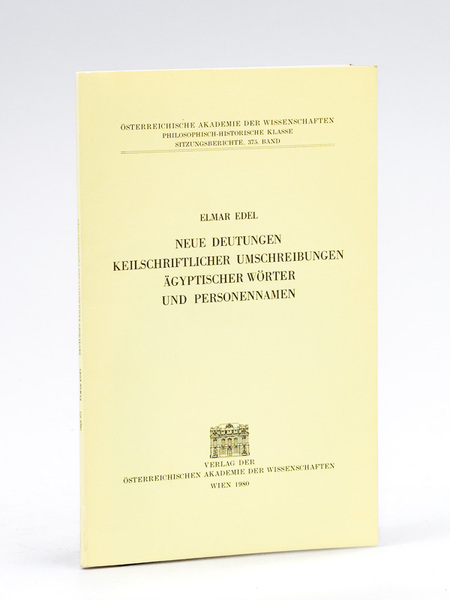 ÖSTERREICHISCHE AKADEMIE DER WISSENSCHAFTEN
PHILOSOPHISCH-HISTORISCHE KLASSE
SITZUNGSBERICHTE, 375. BAND
ELMAR EDEL
NEUE DEUTUNGEN
KEILSCHRIFTLICHER UMSCHREIBUNGEN
ÄGYPTISCHER WÖRTER
UND PERSONENNAMEN
VERLAG DER
ÖSTERREICHISCHEN AKADEMIE DER WISSENSCHAFTEN
WIEN 1980